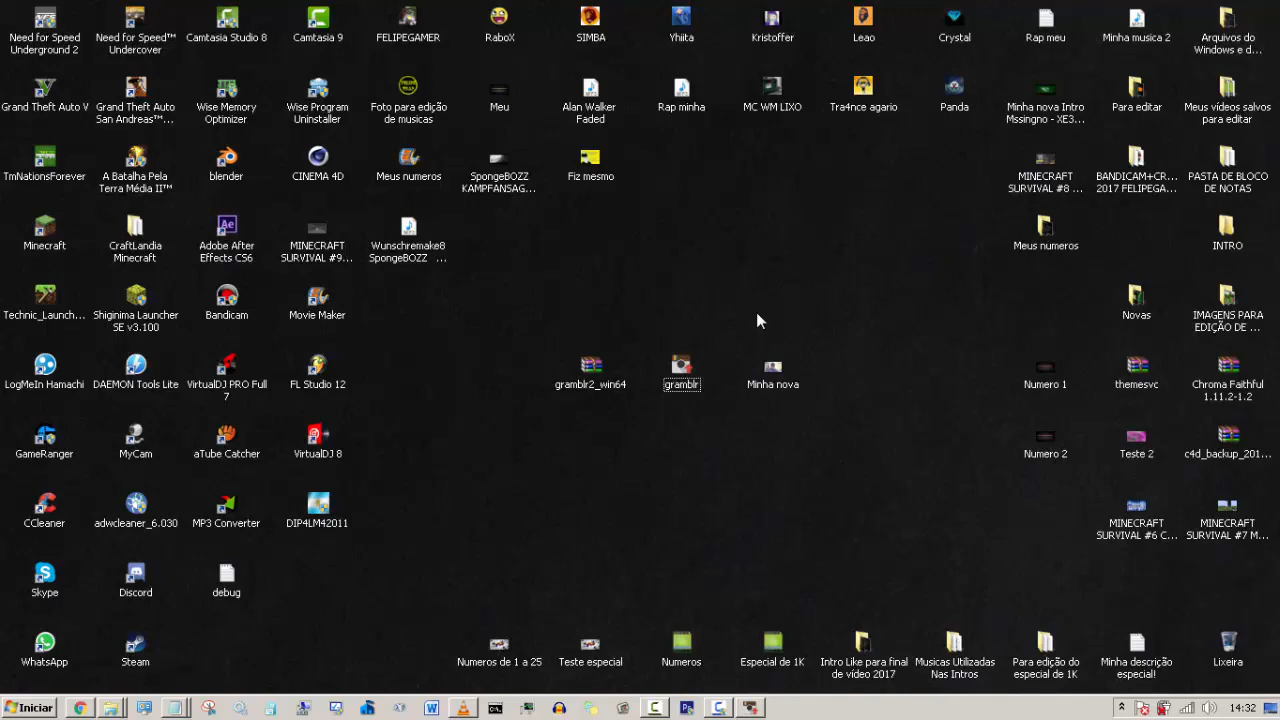 Need for Speed Underground 2
Need for Speed™ Undercover
Camtasia Studio 8
Camtasia 9
FELIPEGAMER
RaboX
SIMBA
Yhiita
Kristoffer
Leao
Crystal
Rap meu
Minha musica 2
Arquivos do Windows e d...
Grand Theft Auto V
Grand Theft Auto San Andreas™...
Wise Memory Optimizer
Wise Program Uninstaller
Foto para edição de musicas
Meu
Alan Walker Faded
Rap minha
MC WM LIXO
Tra4nce agario
Panda
Minha nova Intro Mssingno - XE3...
Para editar
Meus vídeos salvos para editar
TmNationsForever
A Batalha Pela Terra Média II™
blender
CINEMA 4D
Meus numeros
SpongeBOZZ KAMPFANSAG...
Fiz mesmo
MINECRAFT SURVIVAL #8 ...
BANDICAM+CR... 2017 FELIPEGA...
PASTA DE BLOCO DE NOTAS
Minecraft
CraftLandia Minecraft
Adobe After Effects CS6
MINECRAFT SURVIVAL #9...
Wunschremake8 SpongeBOZZ ...
Meus numeros
INTRO
Technic_Launch...
Shiginima Launcher SE v3.100
Bandicam
Movie Maker
Novas
IMAGENS PARA EDIÇÃO DE ...
LogMeIn Hamachi
DAEMON Tools Lite
VirtualDJ PRO Full 7
FL Studio 12
gramblr2_win64
gramblr
Minha nova
Numero 1
themesvc
Chroma Faithful 1.11.2-1.2
GameRanger
MyCam
aTube Catcher
VirtualDJ 8
Numero 2
Teste 2
c4d_backup_201...
CCleaner
adwcleaner_6.030
MP3 Converter
DIP4LM42011
MINECRAFT SURVIVAL #6 C...
MINECRAFT SURVIVAL #7 M...
Skype
Discord
debug
WhatsApp
Steam
Numeros de 1 a 25
Teste especial
Numeros
Especial de 1K
Intro Like para final de vídeo 2017
Musicas Utilizadas Nas Intros
Para edição do especial de 1K
Minha descrição especial!
Lixeira
Iniciar
14:32